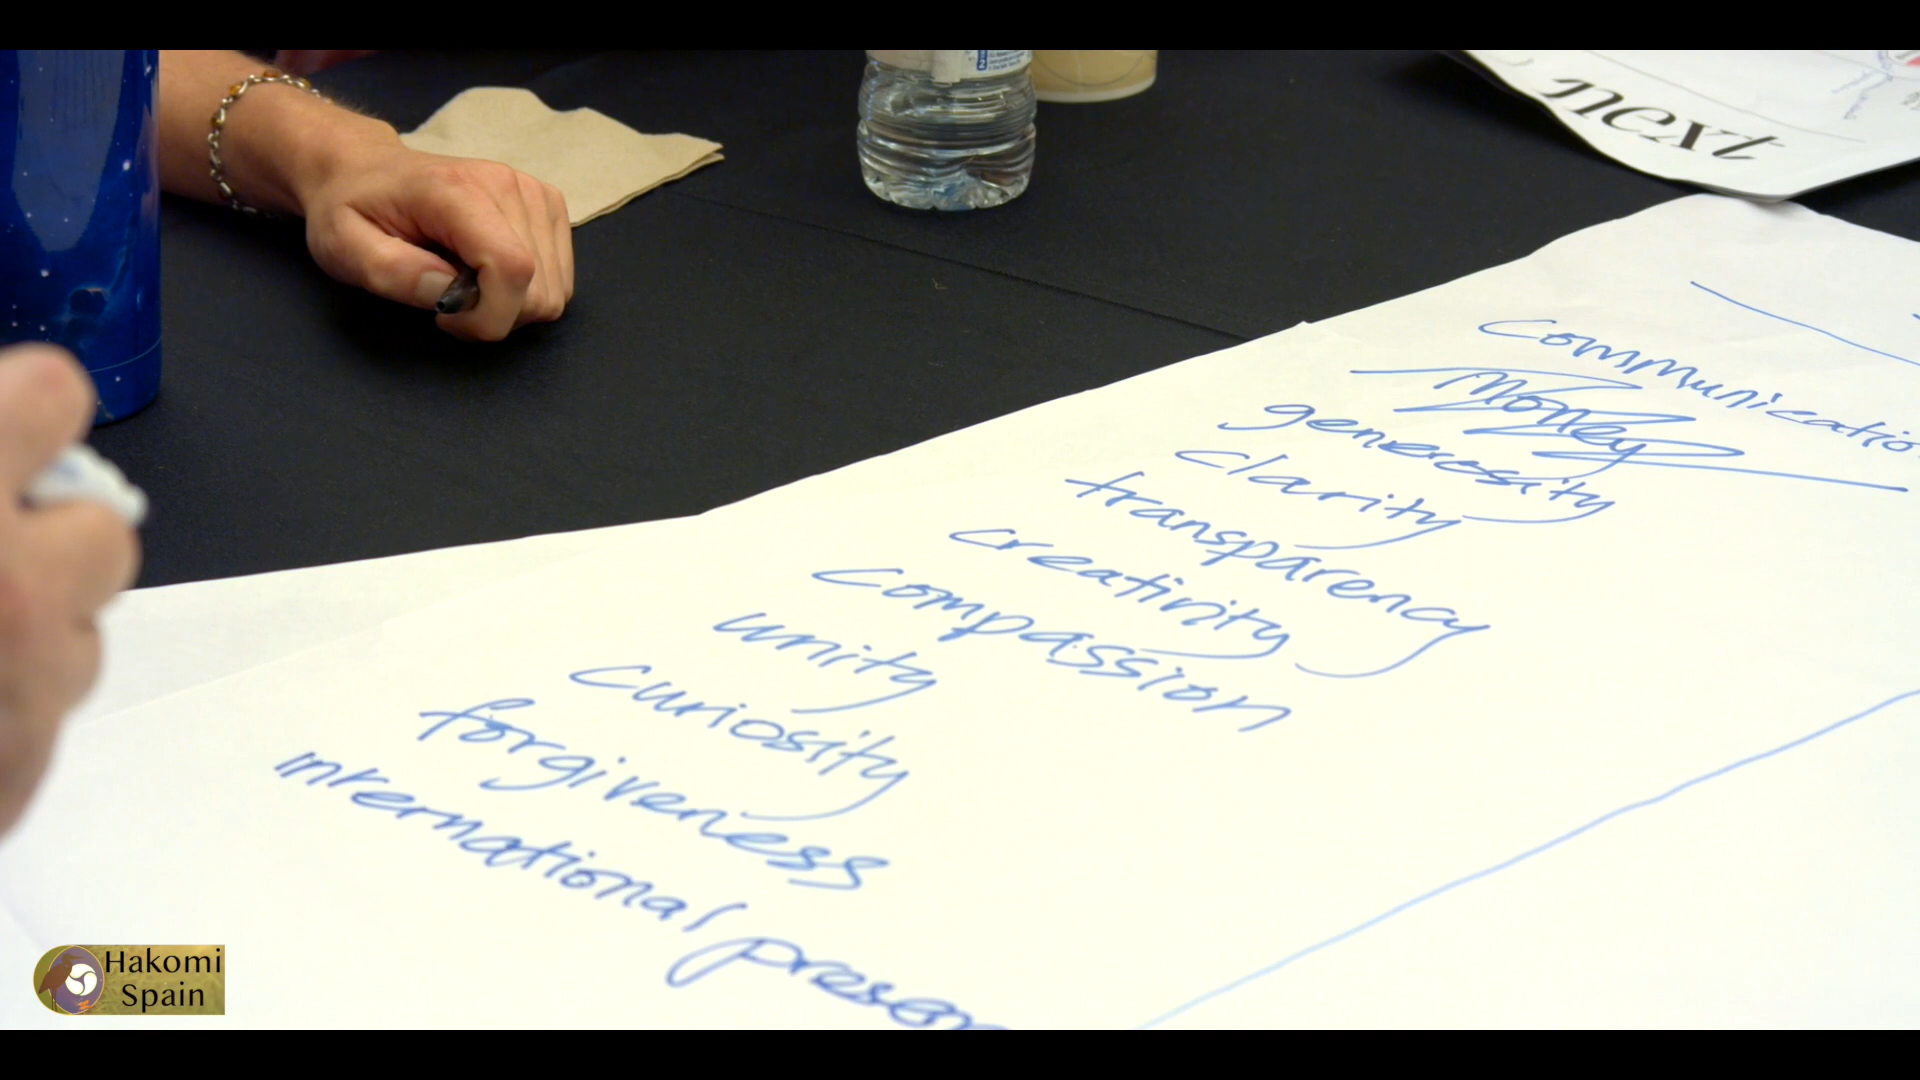 next
Communicatio
Money
generosity
clarity
transparency
creativity
compassion
unity
curiosity
forgiveness
international presen
Hakomi
Spain